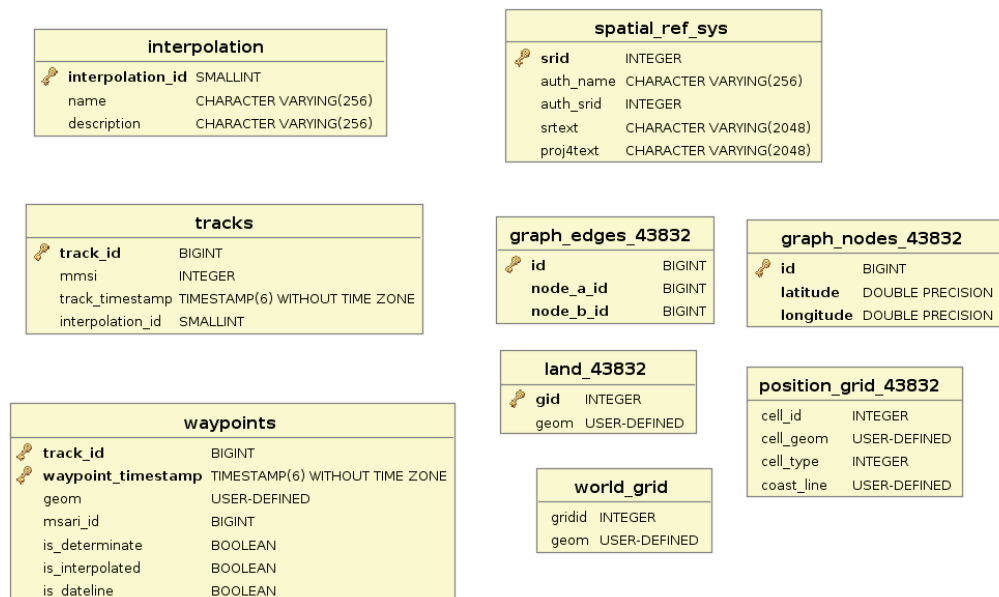 interpolation
interpolation_id SMALLINT
name CHARACTER VARYING(256)
description CHARACTER VARYING(256)
spatial_ref_sys
srid INTEGER
auth_name CHARACTER VARYING(256)
auth_srid INTEGER
srtext CHARACTER VARYING(2048)
proj4text CHARACTER VARYING(2048)
tracks
track_id BIGINT
mmsi INTEGER
track_timestamp TIMESTAMP(6) WITHOUT TIME ZONE
interpolation_id SMALLINT
graph_edges_43832
id BIGINT
node_a_id BIGINT
node_b_id BIGINT
graph_nodes_43832
id BIGINT
latitude DOUBLE PRECISION
longitude DOUBLE PRECISION
land_43832
gid INTEGER
geom USER-DEFINED
position_grid_43832
cell_id INTEGER
cell_geom USER-DEFINED
cell_type INTEGER
coast_line USER-DEFINED
waypoints
track_id BIGINT
waypoint_timestamp TIMESTAMP(6) WITHOUT TIME ZONE
geom USER-DEFINED
msari_id BIGINT
is_determinate BOOLEAN
is_interpolated BOOLEAN
is_dateline BOOLEAN
world_grid
gridid INTEGER
geom USER-DEFINED